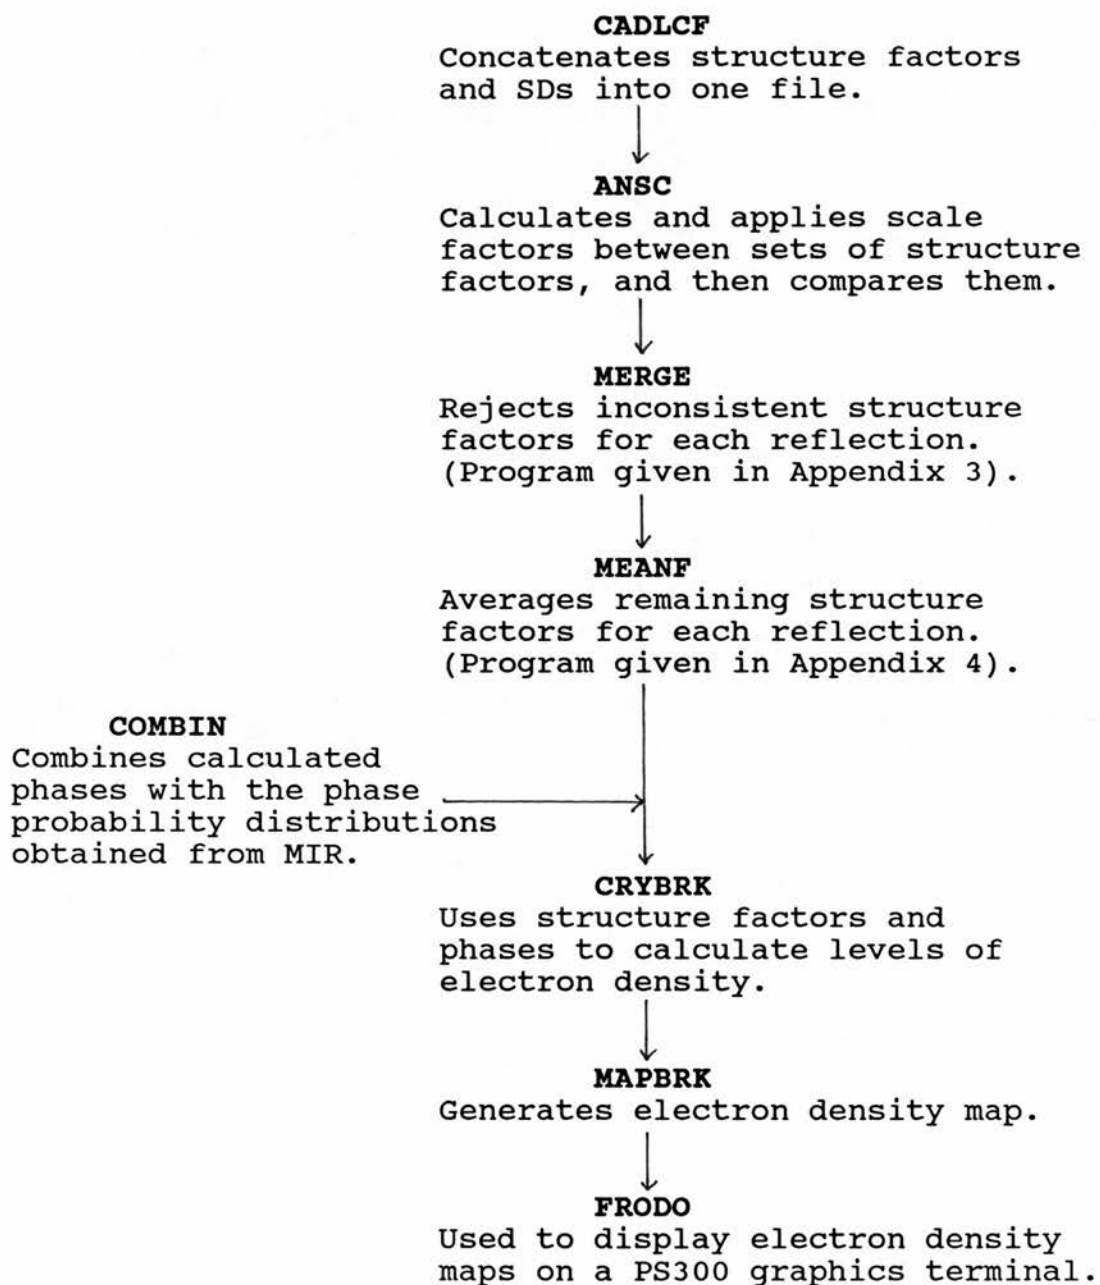 CADLCF
Concatenates structure factors
and SDs into one file.
ANSC
Calculates and applies scale
factors between sets of structure
factors, and then compares them.
MERGE
Rejects inconsistent structure
factors for each reflection.
(Program given in Appendix 3).
MEANF
Averages remaining structure
factors for each reflection.
(Program given in Appendix 4).
COMBIN
Combines calculated
phases with the phase
probability distributions
obtained from MIR.
CRYBRK
Uses structure factors and
phases to calculate levels of
electron density.
MAPBRK
Generates electron density map.
FRODO
Used to display electron density
maps on a PS300 graphics terminal.